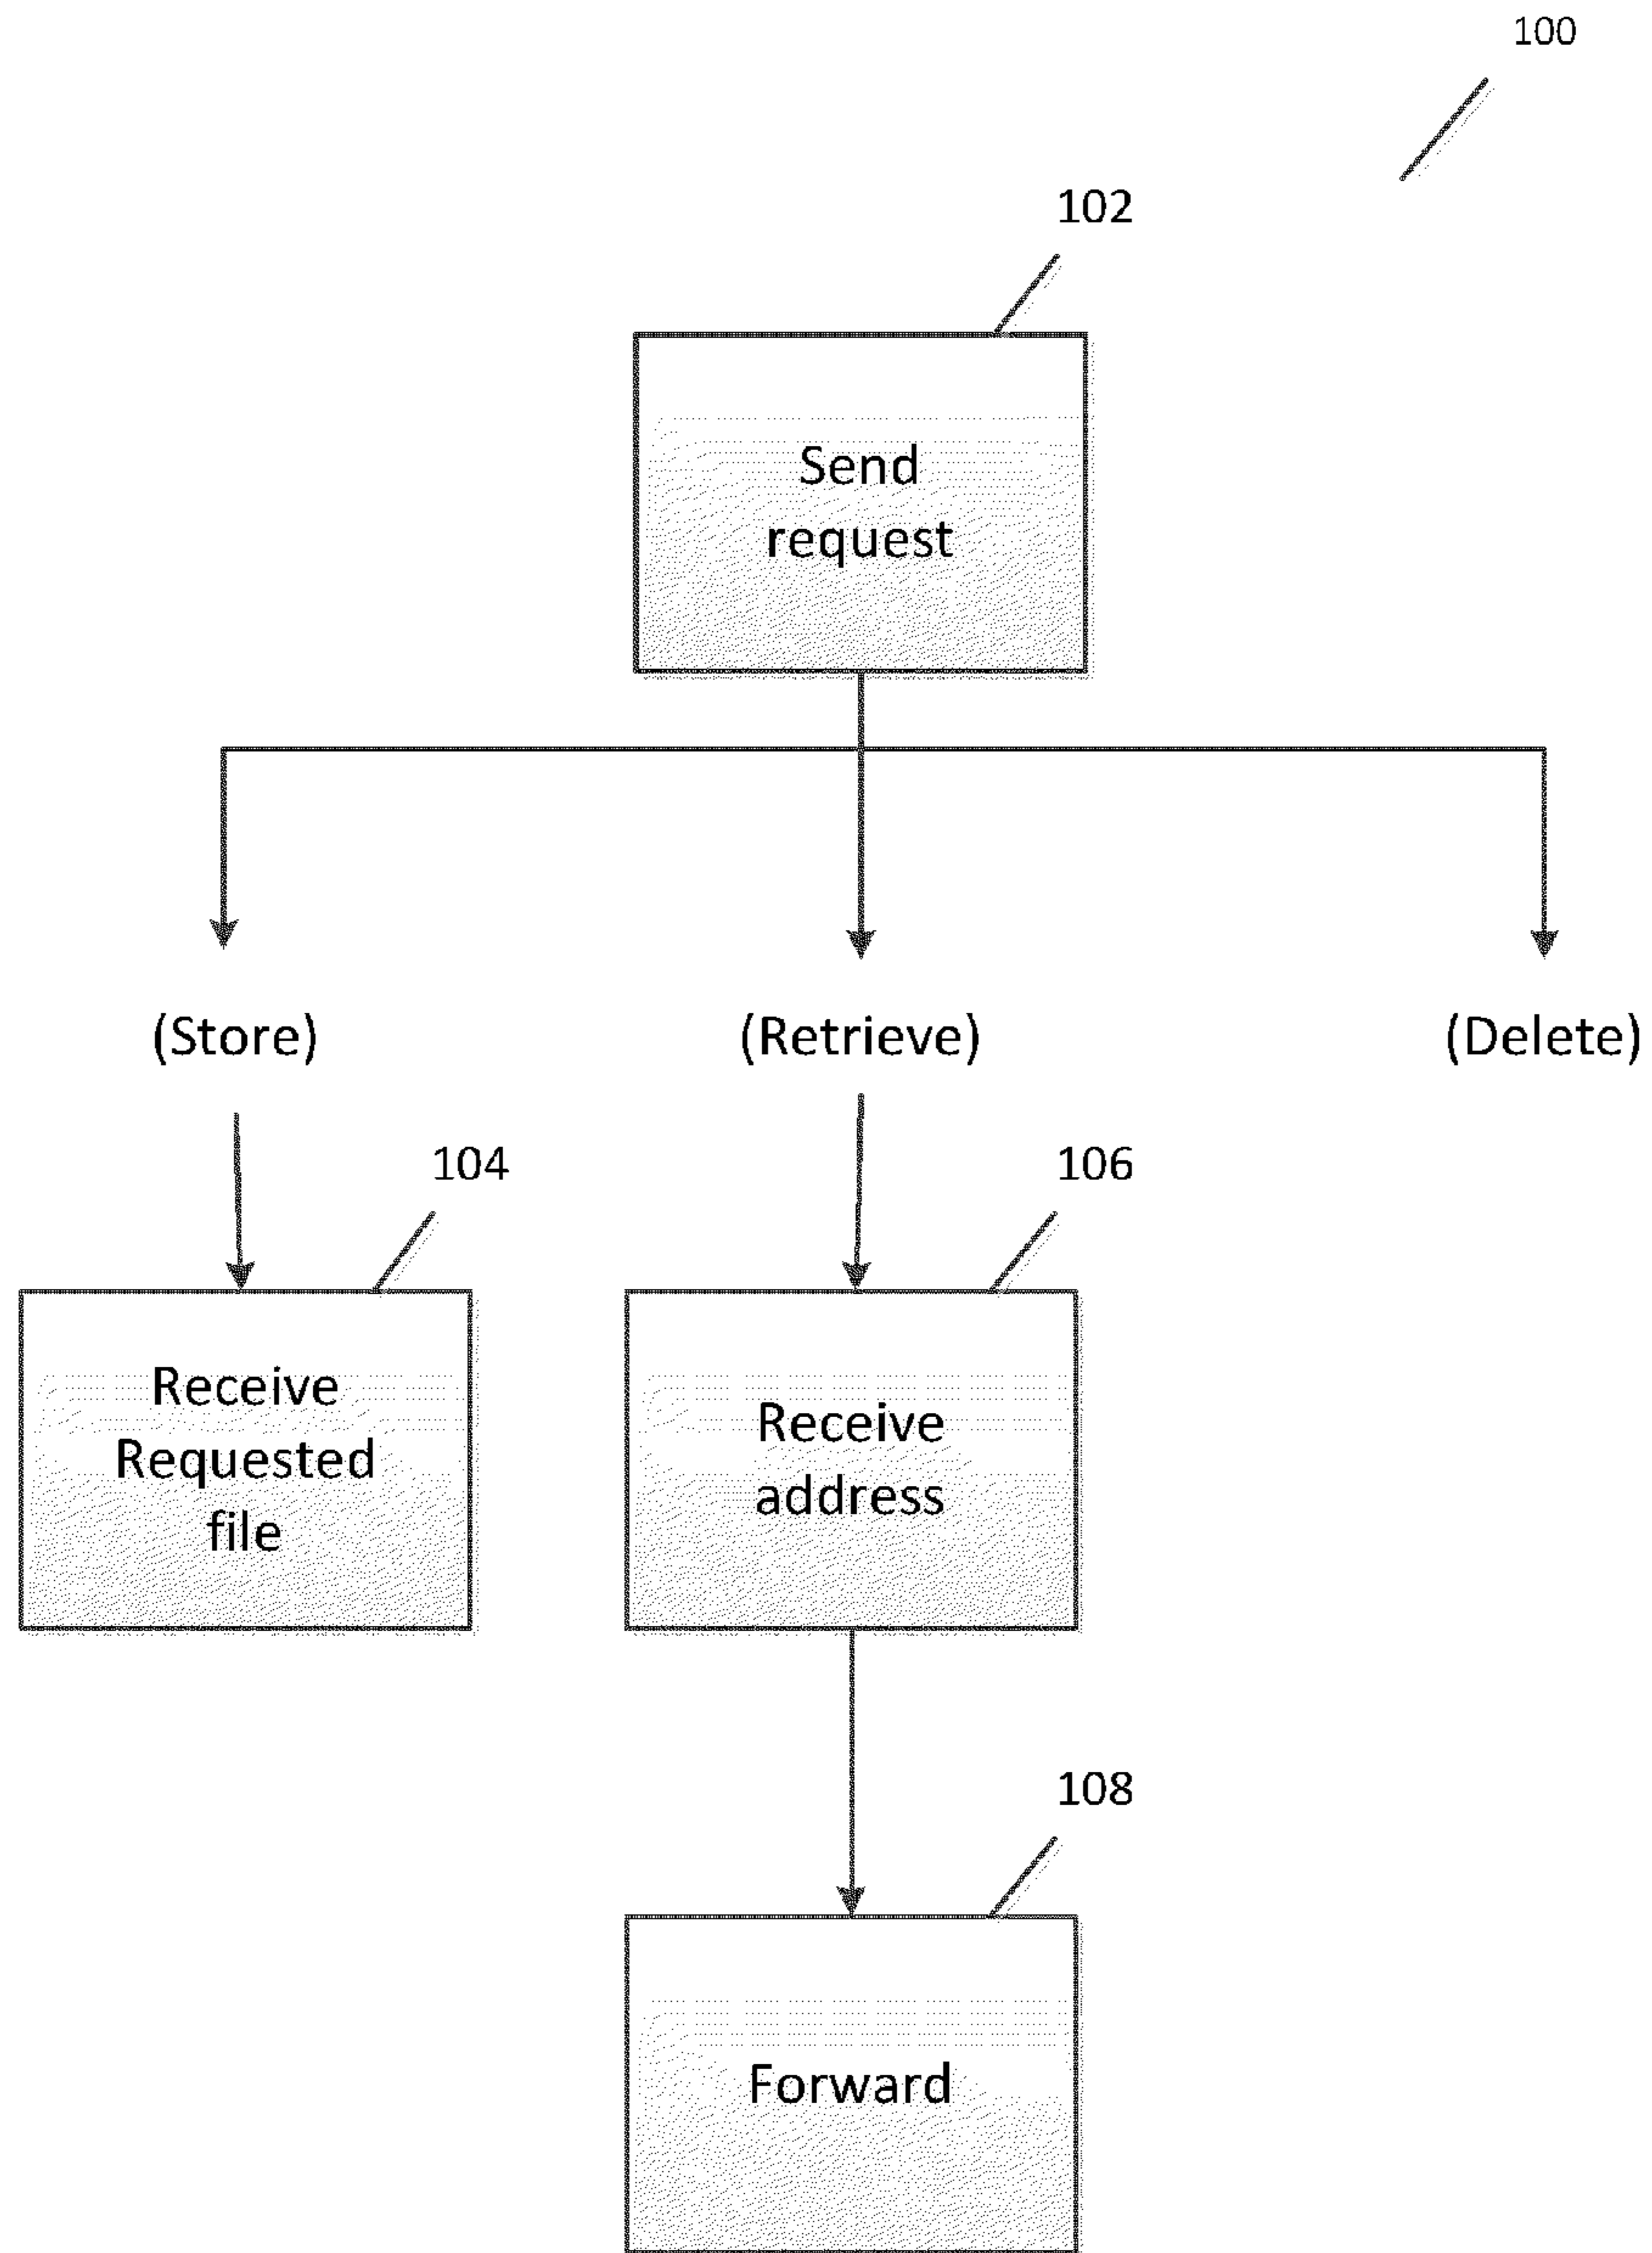 100
102
Send
request
(Store)
(Retrieve)
(Delete)
104
106
Receive
Requested
file
Receive
address
108
Forward